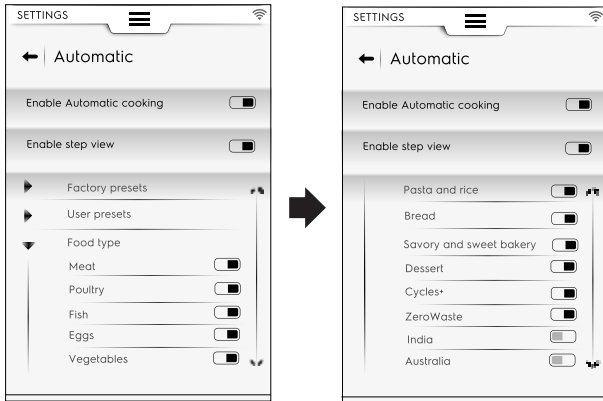 SETTINGS
Automatic
Enable Automatic cooking
Enable step view
Factory presets
User presets
Food type
Meat
Poultry
Fish
Eggs
Vegetables
SETTINGS
Automatic
Enable Automatic cooking
Enable step view
Pasta and rice
Bread
Savory and sweet bakery
Dessert
Cycles+
ZeroWaste
India
Australia